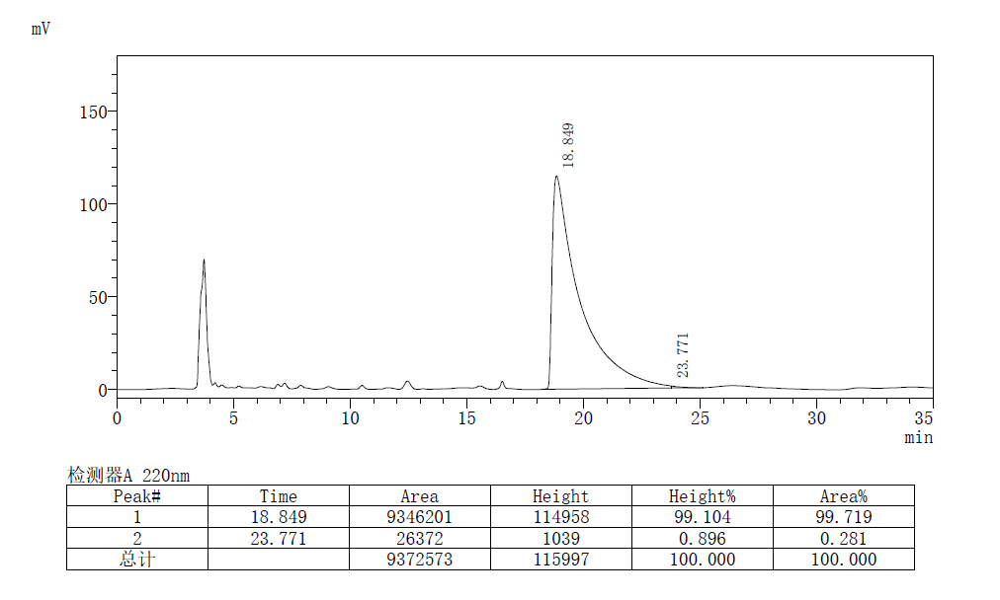 mV
150
100
50
0
18.849
23.771
0 5 10 15 20 25 30 35
min
检测器A 220nm
Peak# Time Area Height Height% Area%
1 18.849 9346201 114958 99.104 99.719
2 23.771 26372 1039 0.896 0.281
总计 9372573 115997 100.000 100.000